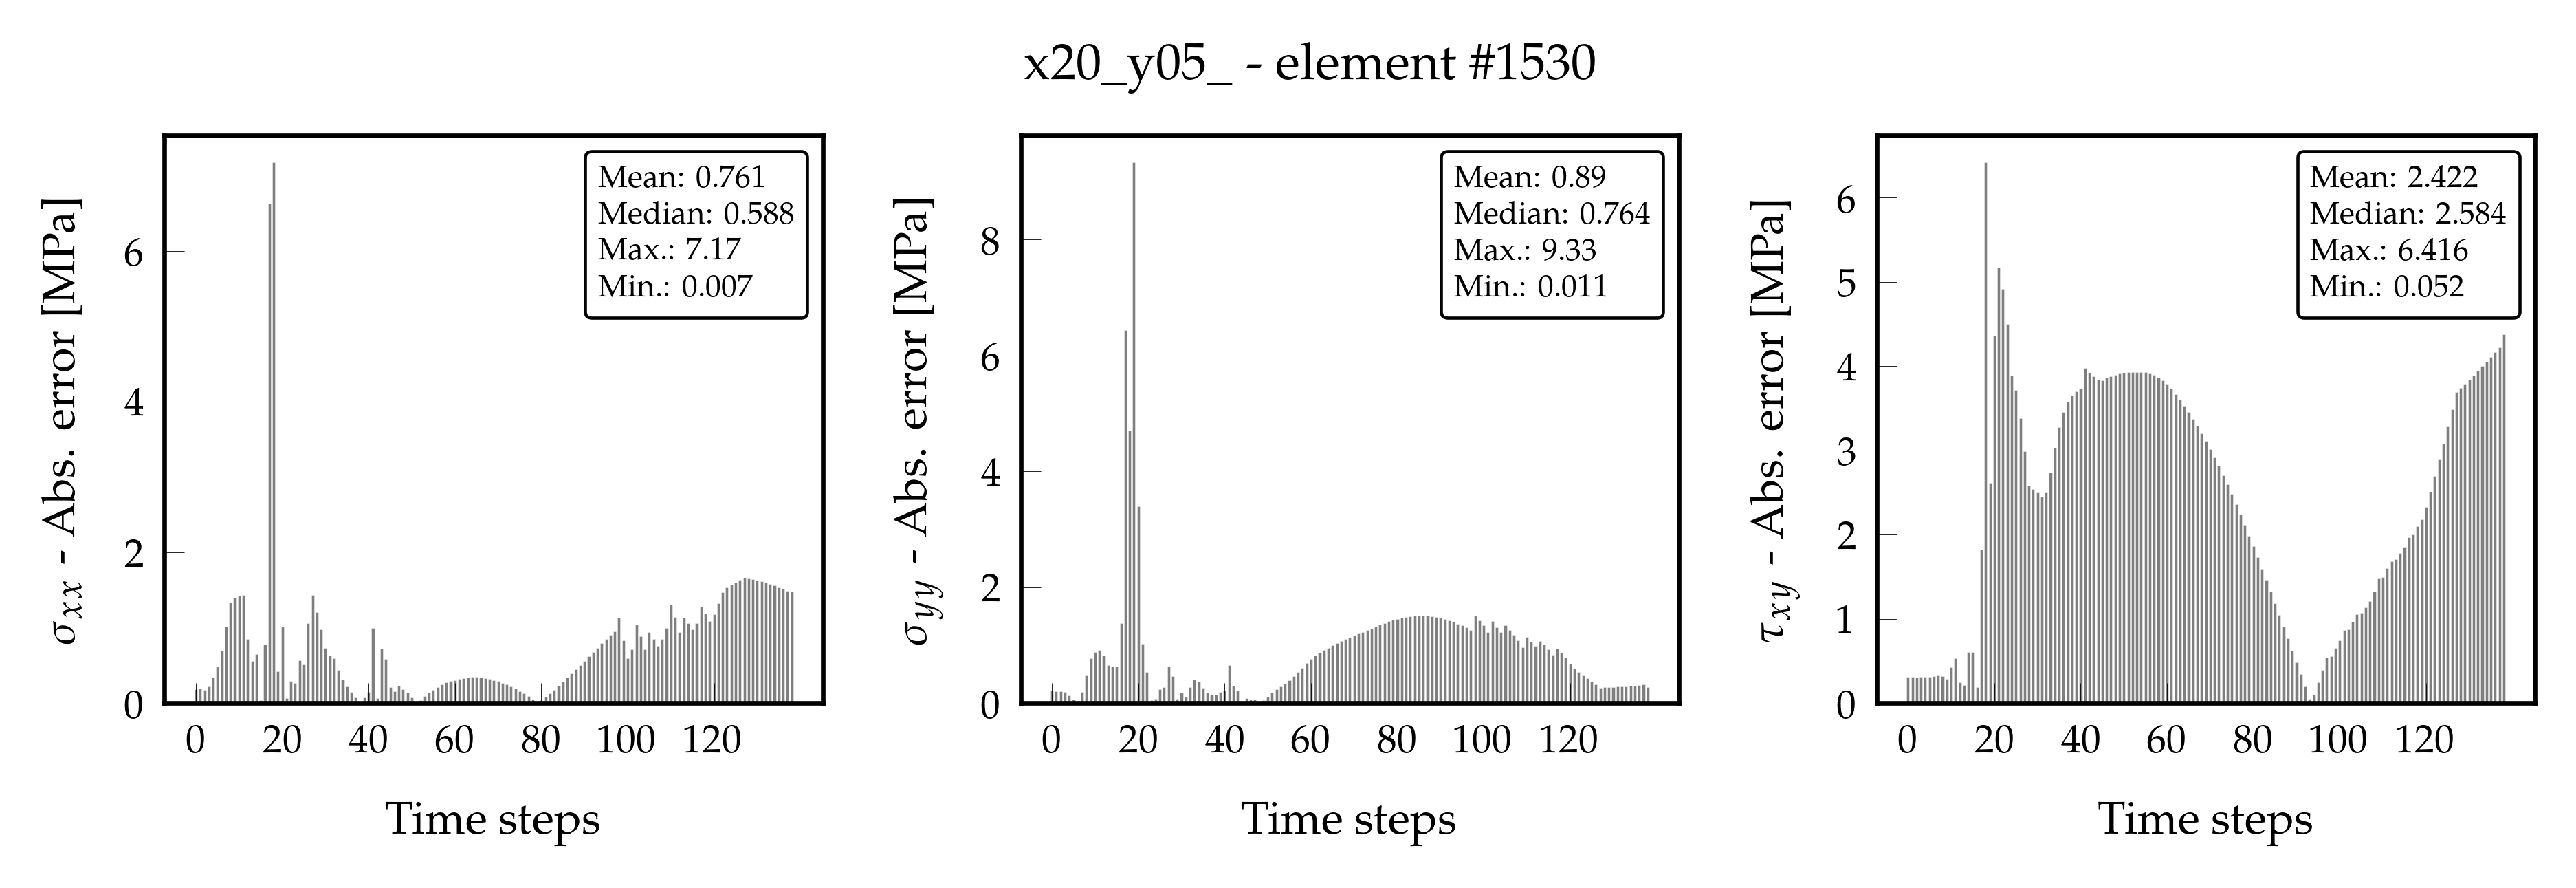 x20_y05_ - element #1530
σxx - Abs. error [MPa]
6
4
2
0
0 20 40 60 80 100 120
Time steps
Mean: 0.761
Median: 0.588
Max.: 7.17
Min.: 0.007
σyy - Abs. error [MPa]
8
6
4
2
0
0 20 40 60 80 100 120
Time steps
Mean: 0.89
Median: 0.764
Max.: 9.33
Min.: 0.011
τxy - Abs. error [MPa]
6
5
4
3
2
1
0
0 20 40 60 80 100 120
Time steps
Mean: 2.422
Median: 2.584
Max.: 6.416
Min.: 0.052